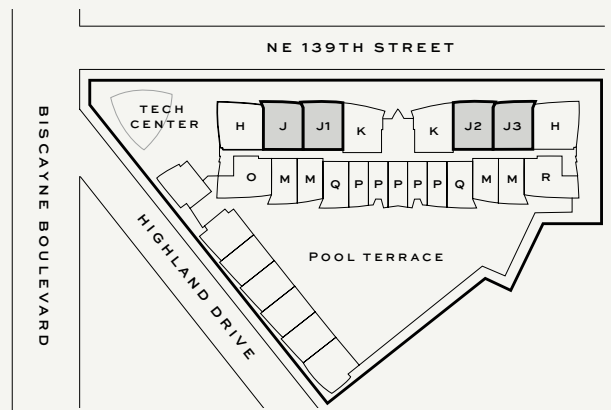 NE 139TH STREET
BISCAYNE BOULEVARD
TECH
CENTER
H J J1 K K J2 J3 H
O M M Q P P P P P Q M M R
HIGHLAND DRIVE
POOL TERRACE